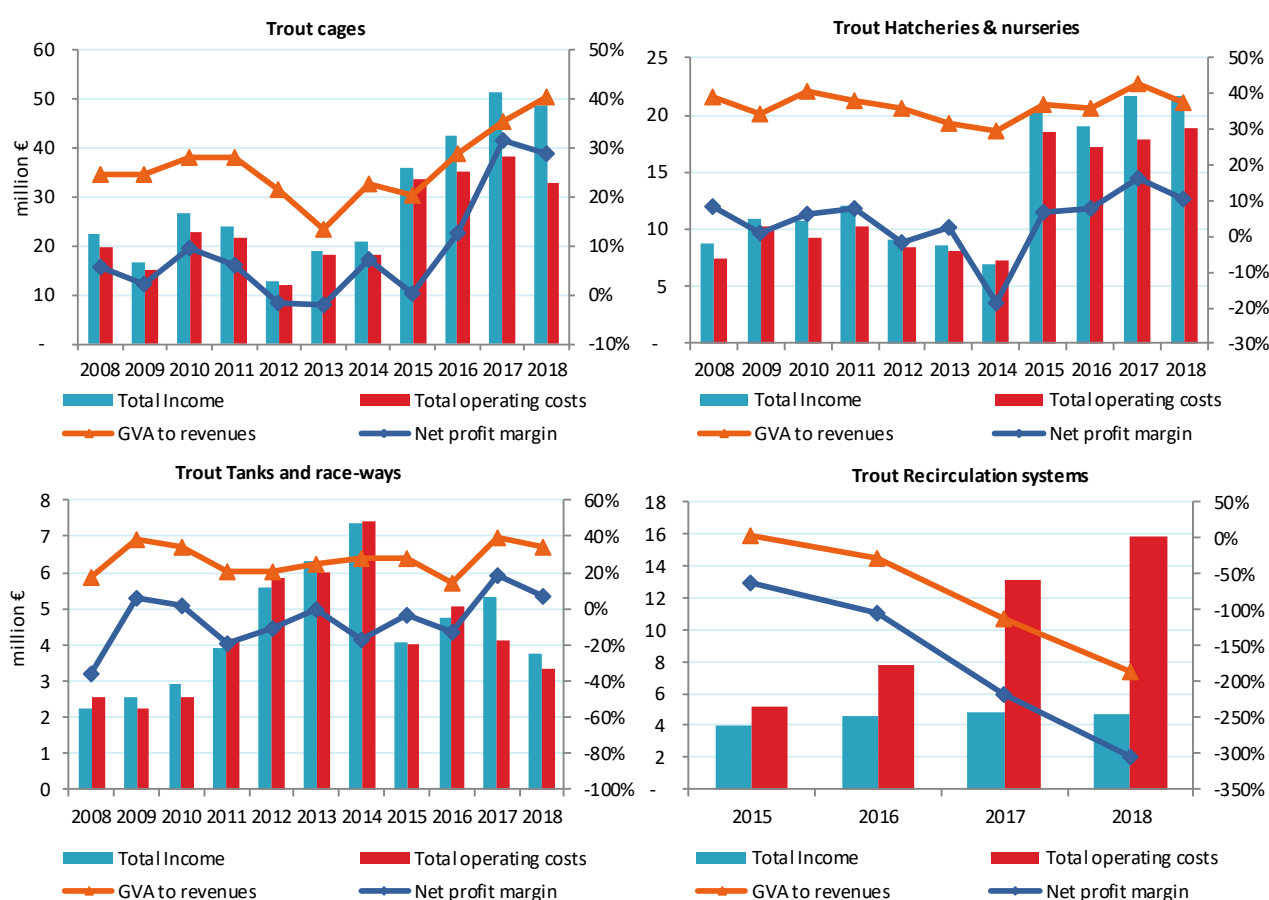 Trout cages
60
50
40
30
20
10
-
million €
50%
40%
30%
20%
10%
0%
-10%
2008 2009 2010 2011 2012 2013 2014 2015 2016 2017 2018
Total Income
Total operating costs
GVA to revenues
Net profit margin
Trout Hatcheries & nurseries
25
20
15
10
5
-
50%
40%
30%
20%
10%
0%
-10%
-20%
-30%
2008 2009 2010 2011 2012 2013 2014 2015 2016 2017 2018
Total Income
Total operating costs
GVA to revenues
Net profit margin
Trout Tanks and race-ways
8
7
6
5
4
3
2
1
0
million €
60%
40%
20%
0%
-20%
-40%
-60%
-80%
-100%
2008 2009 2010 2011 2012 2013 2014 2015 2016 2017 2018
Total Income
Total operating costs
GVA to revenues
Net profit margin
Trout Recirculation systems
18
16
14
12
10
8
6
4
2
-
50%
0%
-50%
-100%
-150%
-200%
-250%
-300%
-350%
2015 2016 2017 2018
Total Income
Total operating costs
GVA to revenues
Net profit margin